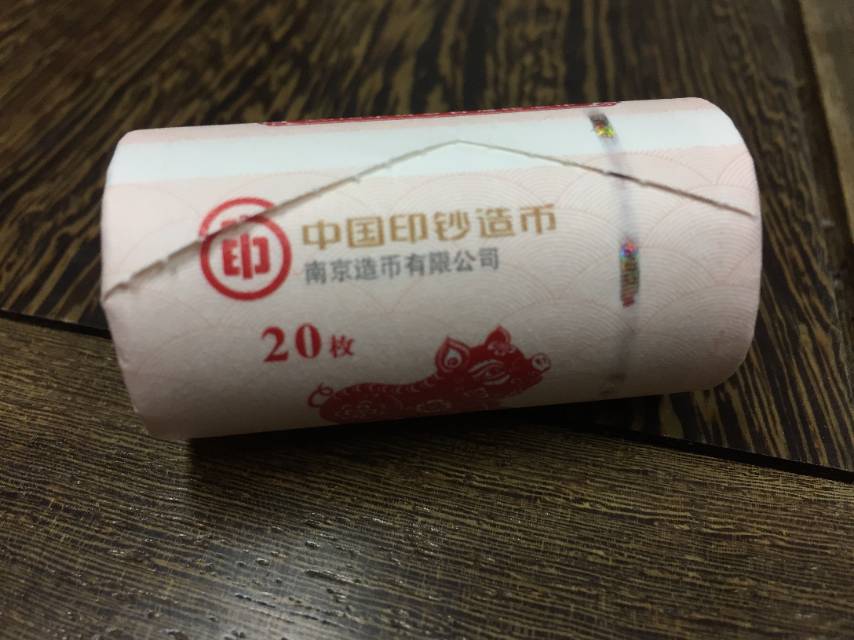 印
中国印钞造币
南京造币有限公司
20枚